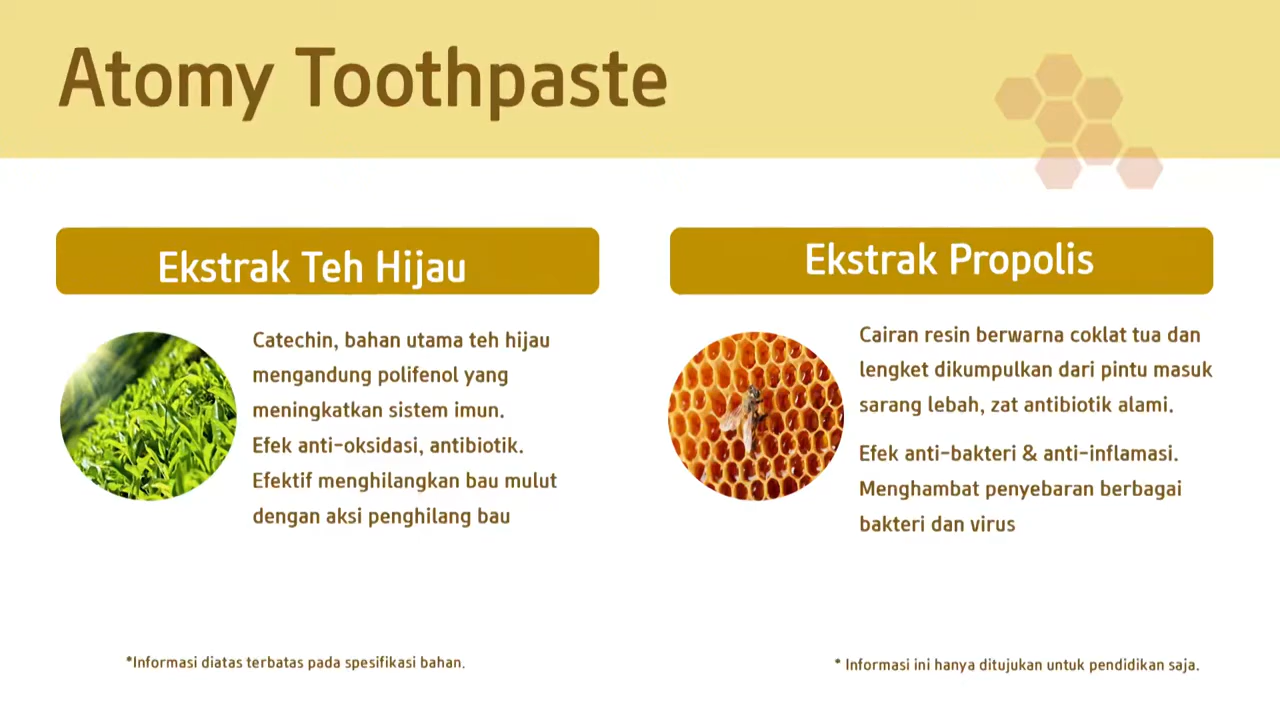 Atomy Toothpaste
Ekstrak Teh Hijau
Catechin, bahan utama teh hijau
mengandung polifenol yang
meningkatkan sistem imun.
Efek anti-oksidasi, antibiotik.
Efektif menghilangkan bau mulut
dengan aksi penghilang bau
Ekstrak Propolis
Cairan resin berwarna coklat tua dan
lengket dikumpulkan dari pintu masuk
sarang lebah, zat antibiotik alami.
Efek anti-bakteri & anti-inflamasi.
Menghambat penyebaran berbagai
bakteri dan virus
*Informasi diatas terbatas pada spesifikasi bahan.
* Informasi ini hanya ditujukan untuk pendidikan saja.